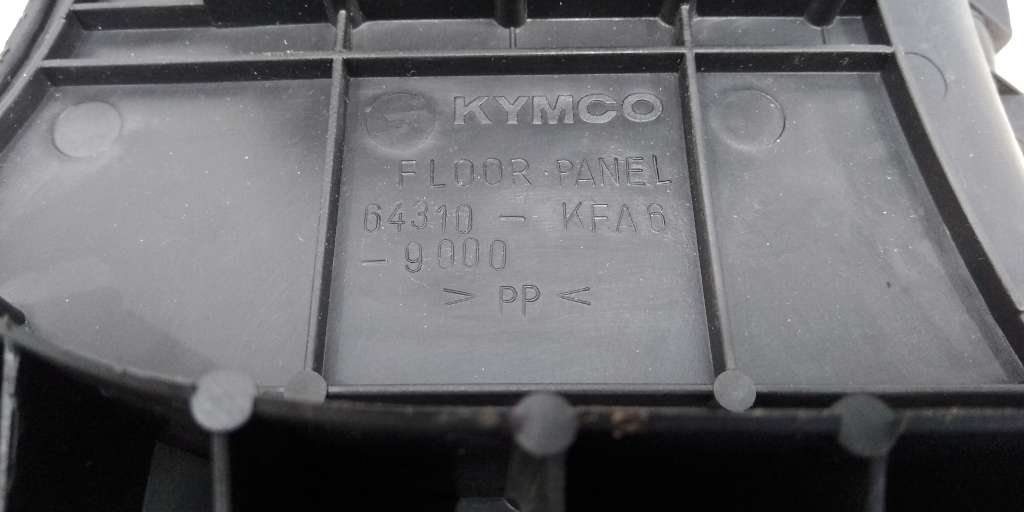 KYMCO
FLOOR PANEL
64310 - KFA6
- 9000
> PP <